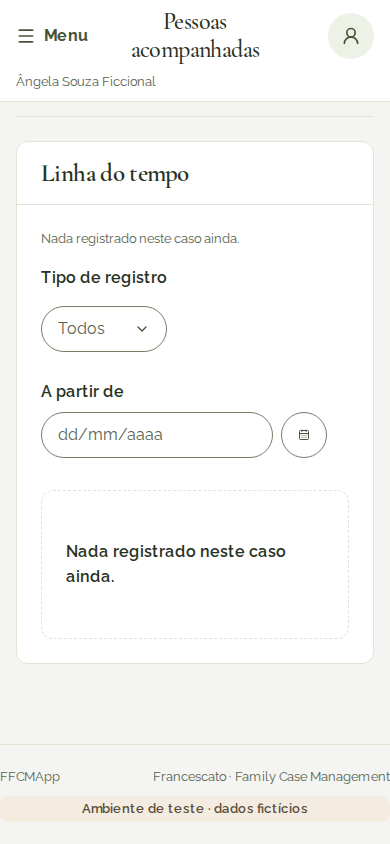 Menu
Pessoas
acompanhadas
Ângela Souza Ficcional
Linha do tempo
Nada registrado neste caso ainda.
Tipo de registro
Todos
A partir de
dd/mm/aaaa
Nada registrado neste caso
ainda.
FFCMApp
Francescato · Family Case Management
Ambiente de teste · dados fictícios